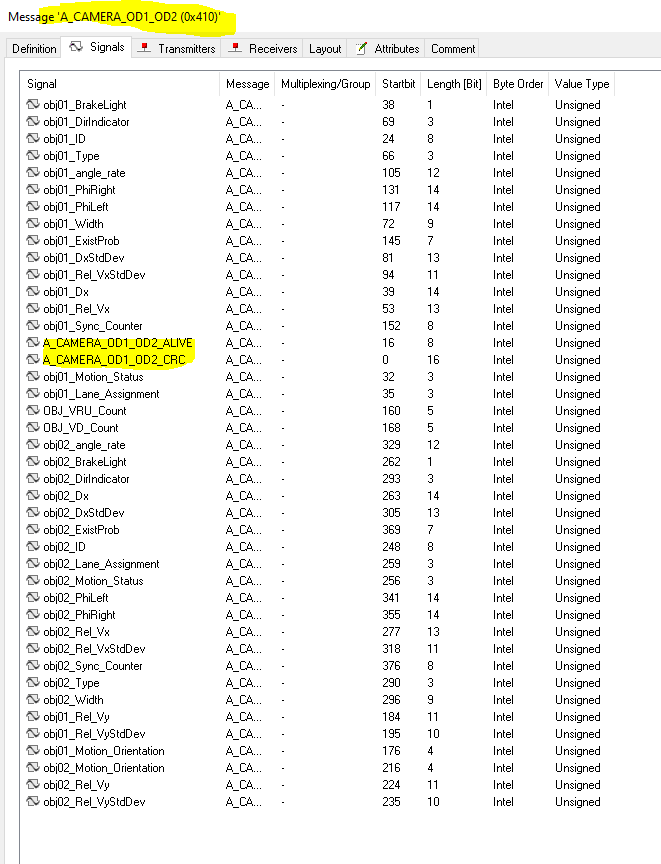 Message 'A_CAMERA_OD1_OD2 (0x410)'
Definition Signals Transmitters Receivers Layout Attributes Comment
Signal Message Multiplexing/Group Startbit Length [Bit] Byte Order Value Type
obj01_BrakeLight A_CA... - 38 1 Intel Unsigned
obj01_DirIndicator A_CA... - 69 3 Intel Unsigned
obj01_ID A_CA... - 24 8 Intel Unsigned
obj01_Type A_CA... - 66 3 Intel Unsigned
obj01_angle_rate A_CA... - 105 12 Intel Unsigned
obj01_PhiRight A_CA... - 131 14 Intel Unsigned
obj01_PhiLeft A_CA... - 117 14 Intel Unsigned
obj01_Width A_CA... - 72 9 Intel Unsigned
obj01_ExistProb A_CA... - 145 7 Intel Unsigned
obj01_DxStdDev A_CA... - 81 13 Intel Unsigned
obj01_Rel_VxStdDev A_CA... - 94 11 Intel Unsigned
obj01_Dx A_CA... - 39 14 Intel Unsigned
obj01_Rel_Vx A_CA... - 53 13 Intel Unsigned
obj01_Sync_Counter A_CA... - 152 8 Intel Unsigned
A_CAMERA_OD1_OD2_ALIVE A_CA... - 16 8 Intel Unsigned
A_CAMERA_OD1_OD2_CRC A_CA... - 0 16 Intel Unsigned
obj01_Motion_Status A_CA... - 32 3 Intel Unsigned
obj01_Lane_Assignment A_CA... - 35 3 Intel Unsigned
OBJ_VRU_Count A_CA... - 160 5 Intel Unsigned
OBJ_VD_Count A_CA... - 168 5 Intel Unsigned
obj02_angle_rate A_CA... - 329 12 Intel Unsigned
obj02_BrakeLight A_CA... - 262 1 Intel Unsigned
obj02_DirIndicator A_CA... - 293 3 Intel Unsigned
obj02_Dx A_CA... - 263 14 Intel Unsigned
obj02_DxStdDev A_CA... - 305 13 Intel Unsigned
obj02_ExistProb A_CA... - 369 7 Intel Unsigned
obj02_ID A_CA... - 248 8 Intel Unsigned
obj02_Lane_Assignment A_CA... - 259 3 Intel Unsigned
obj02_Motion_Status A_CA... - 256 3 Intel Unsigned
obj02_PhiLeft A_CA... - 341 14 Intel Unsigned
obj02_PhiRight A_CA... - 355 14 Intel Unsigned
obj02_Rel_Vx A_CA... - 277 13 Intel Unsigned
obj02_Rel_VxStdDev A_CA... - 318 11 Intel Unsigned
obj02_Sync_Counter A_CA... - 376 8 Intel Unsigned
obj02_Type A_CA... - 290 3 Intel Unsigned
obj02_Width A_CA... - 296 9 Intel Unsigned
obj01_Rel_Vy A_CA... - 184 11 Intel Unsigned
obj01_Rel_VyStdDev A_CA... - 195 10 Intel Unsigned
obj01_Motion_Orientation A_CA... - 176 4 Intel Unsigned
obj02_Motion_Orientation A_CA... - 216 4 Intel Unsigned
obj02_Rel_Vy A_CA... - 224 11 Intel Unsigned
obj02_Rel_VyStdDev A_CA... - 235 10 Intel Unsigned